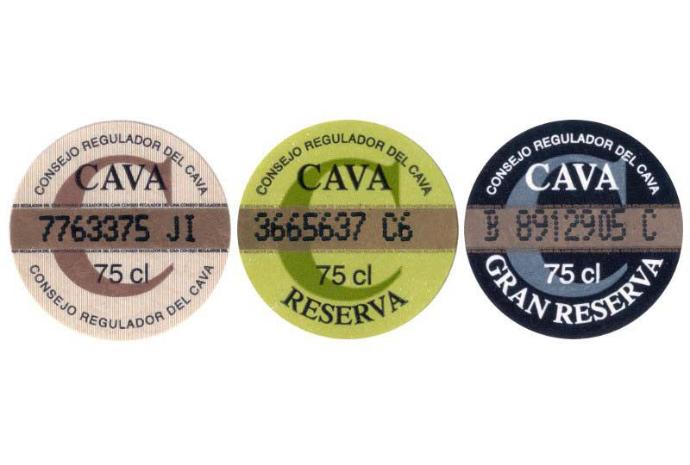 CONSEJO REGULADOR DEL CAVA
CAVA
7763375 JI
75 cl
CONSEJO REGULADOR DEL CAVA
CONSEJO REGULADOR DEL CAVA
CAVA
3665637 C6
75 cl
RESERVA
CONSEJO REGULADOR DEL CAVA
CAVA
B 8912905 C
75 cl
GRAN RESERVA